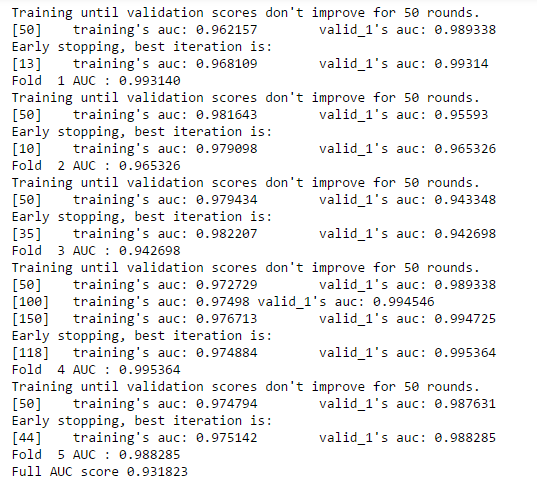 Training until validation scores don't improve for 50 rounds.
[50]	training's auc: 0.962157	valid_1's auc: 0.989338
Early stopping, best iteration is:
[13]	training's auc: 0.968109	valid_1's auc: 0.99314
Fold  1 AUC : 0.993140
Training until validation scores don't improve for 50 rounds.
[50]	training's auc: 0.981643	valid_1's auc: 0.95593
Early stopping, best iteration is:
[10]	training's auc: 0.979098	valid_1's auc: 0.965326
Fold  2 AUC : 0.965326
Training until validation scores don't improve for 50 rounds.
[50]	training's auc: 0.979434	valid_1's auc: 0.943348
Early stopping, best iteration is:
[35]	training's auc: 0.982207	valid_1's auc: 0.942698
Fold  3 AUC : 0.942698
Training until validation scores don't improve for 50 rounds.
[50]	training's auc: 0.972729	valid_1's auc: 0.989338
[100]	training's auc: 0.97498	valid_1's auc: 0.994546
[150]	training's auc: 0.976713	valid_1's auc: 0.994725
Early stopping, best iteration is:
[118]	training's auc: 0.974884	valid_1's auc: 0.995364
Fold  4 AUC : 0.995364
Training until validation scores don't improve for 50 rounds.
[50]	training's auc: 0.974794	valid_1's auc: 0.987631
Early stopping, best iteration is:
[44]	training's auc: 0.975142	valid_1's auc: 0.988285
Fold  5 AUC : 0.988285
Full AUC score 0.931823